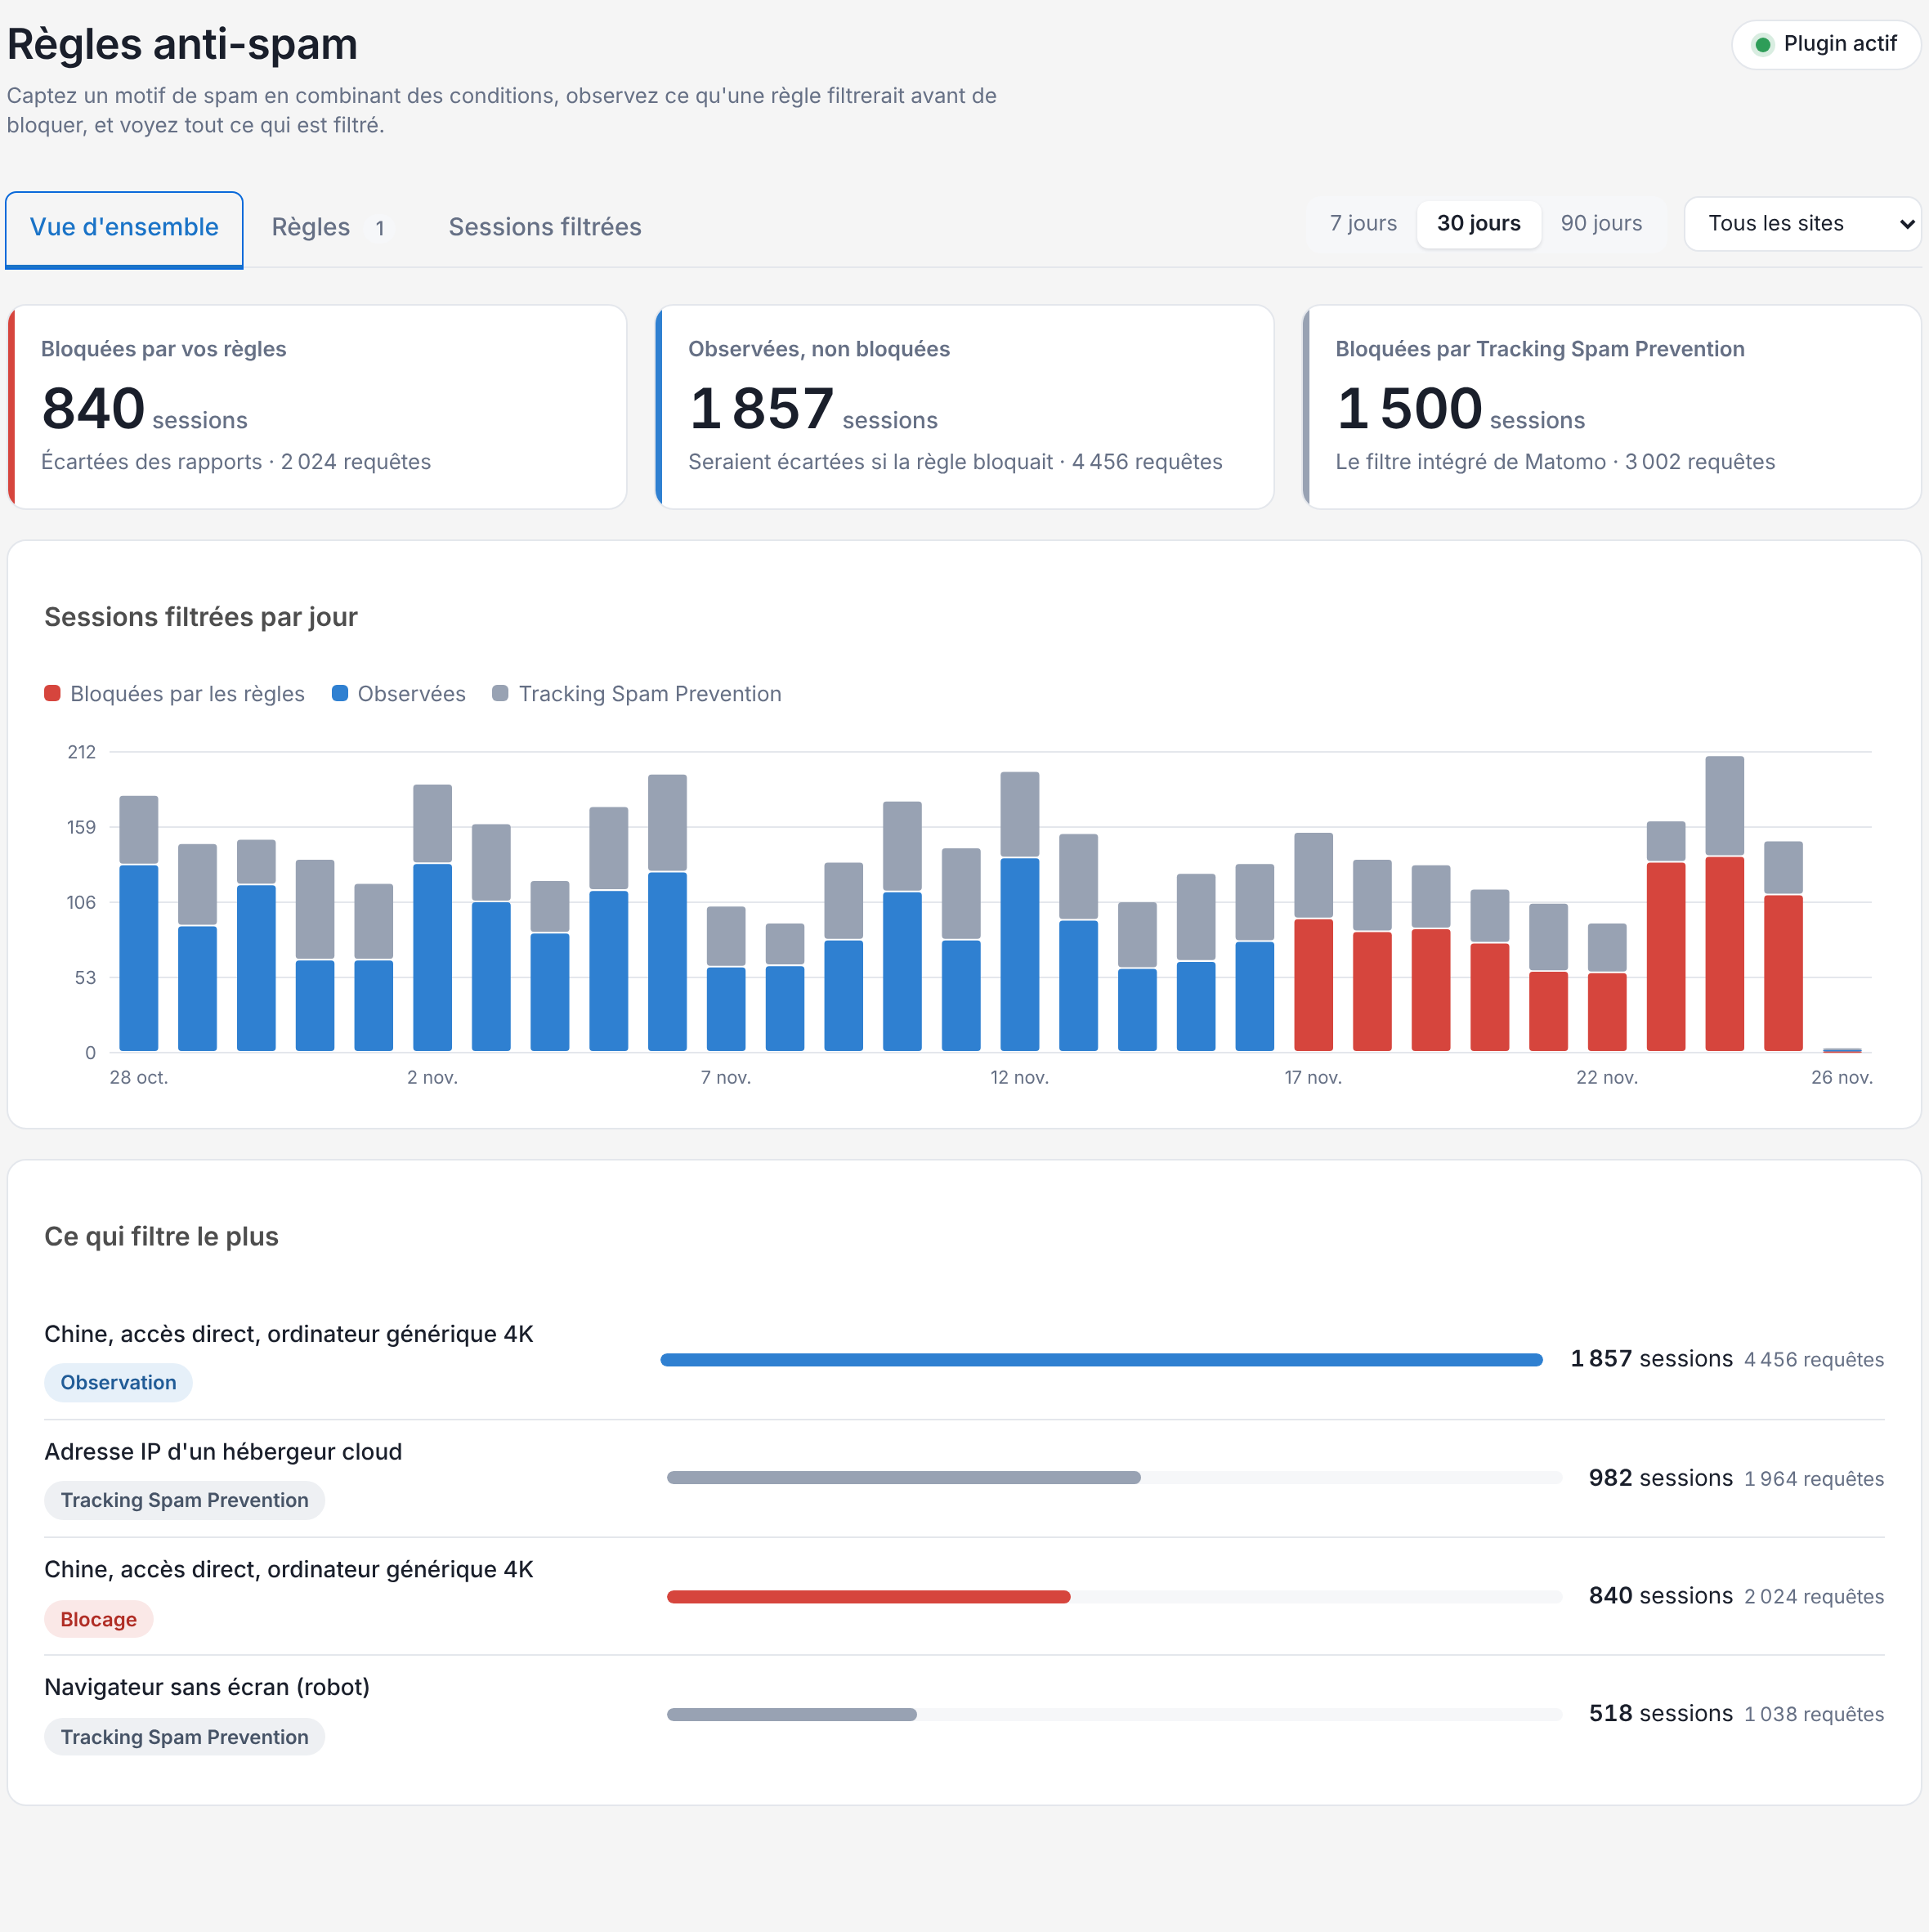 Règles anti-spam
Plugin actif
Captez un motif de spam en combinant des conditions, observez ce qu'une règle filtrerait avant de
bloquer, et voyez tout ce qui est filtré.
Vue d'ensemble
Règles 1
Sessions filtrées
7 jours
30 jours
90 jours
Tous les sites
Bloquées par vos règles
840 sessions
Écartées des rapports · 2 024 requêtes
Observées, non bloquées
1 857 sessions
Seraient écartées si la règle bloquait · 4 456 requêtes
Bloquées par Tracking Spam Prevention
1 500 sessions
Le filtre intégré de Matomo · 3 002 requêtes
Sessions filtrées par jour
Bloquées par les règles
Observées
Tracking Spam Prevention
212
159
106
53
0
28 oct.
2 nov.
7 nov.
12 nov.
17 nov.
22 nov.
26 nov.
Ce qui filtre le plus
Chine, accès direct, ordinateur générique 4K
Observation
1 857 sessions 4 456 requêtes
Adresse IP d'un hébergeur cloud
Tracking Spam Prevention
982 sessions 1 964 requêtes
Chine, accès direct, ordinateur générique 4K
Blocage
840 sessions 2 024 requêtes
Navigateur sans écran (robot)
Tracking Spam Prevention
518 sessions 1 038 requêtes